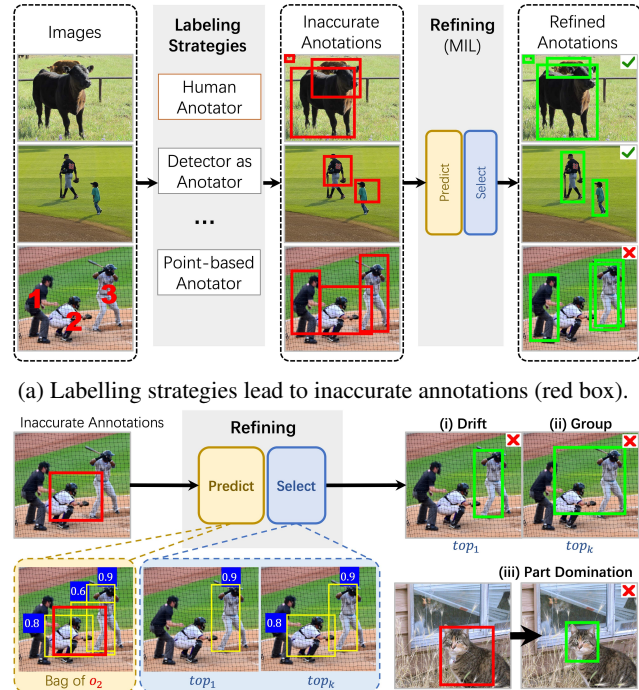 Images
Labeling
Strategies
Inaccurate
Anotations
Refining
(MIL)
Refined
Anotations
Human
Anotator
Detector as
Anotator
...
Point-based
Anotator
Predict
Select
1
2
3
(a) Labelling strategies lead to inaccurate annotations (red box).
Inaccurate Annotations
Refining
Predict
Select
(i) Drift
(ii) Group
top1
topk
0.9
0.6
0.8
0.9
0.9
0.8
Bag of o2
top1
topk
(iii) Part Domination